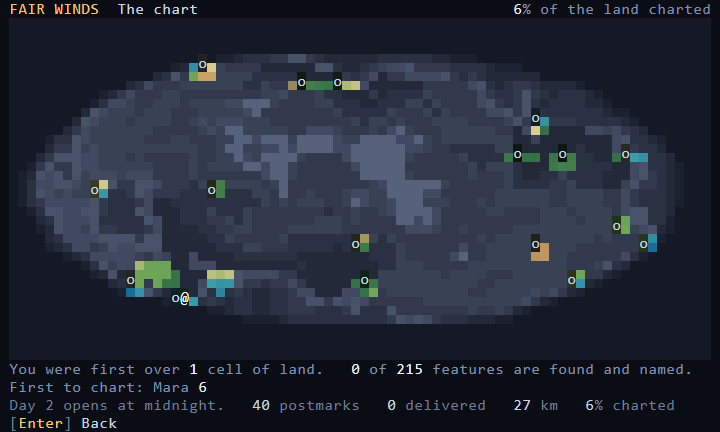 FAIR WINDS The chart 6% of the land charted
o
o o
o
o o o
o o
o
o o o
o o o
o@
You were first over 1 cell of land. 0 of 215 features are found and named.
First to chart: Mara 6
Day 2 opens at midnight. 40 postmarks 0 delivered 27 km 6% charted
[Enter] Back